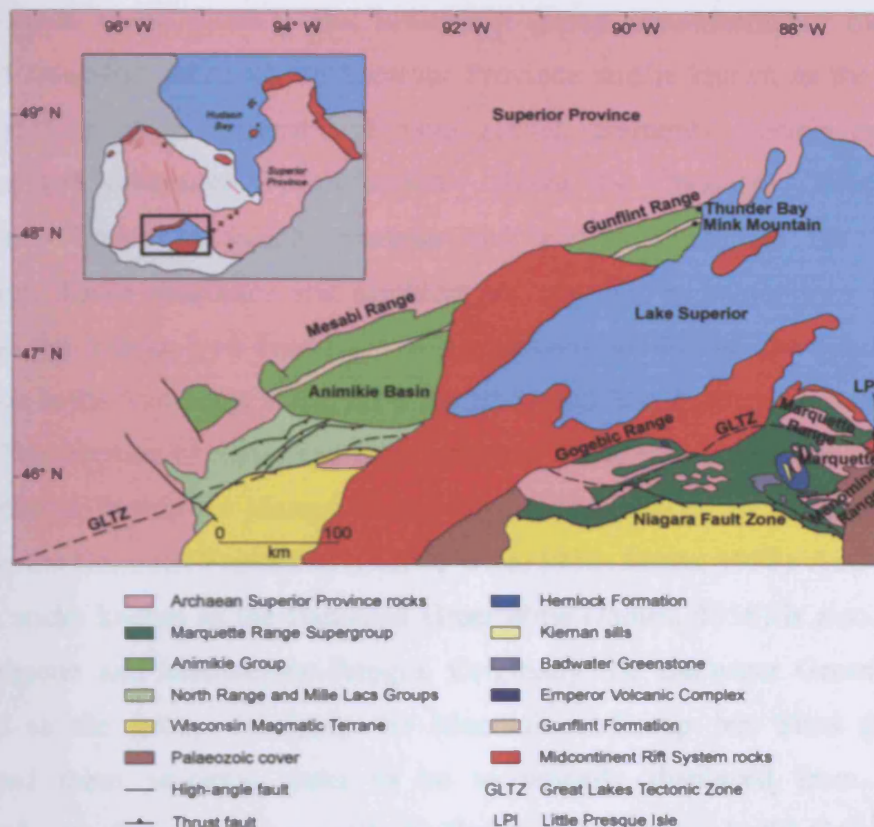 96° W
94° W
92° W
90° W
88° W
49° N
48° N
47° N
46° N
Hudson
Bay
Superior
Province
Superior Province
Gunflint Range
Thunder Bay
Mink Mountain
Mesabi Range
Lake Superior
Animikie Basin
LPI
Marquette
Range
GLTZ
Gogebic Range
Marquette
Menominee
Range
GLTZ
0 100
km
Niagara Fault Zone
Archaean Superior Province rocks
Marquette Range Supergroup
Animikie Group
North Range and Mille Lacs Groups
Wisconsin Magmatic Terrane
Palaeozoic cover
High-angle fault
Thrust fault
Hemlock Formation
Kiernan sills
Badwater Greenstone
Emperor Volcanic Complex
Gunflint Formation
Midcontinent Rift System rocks
GLTZ Great Lakes Tectonic Zone
LPI Little Presque Isle